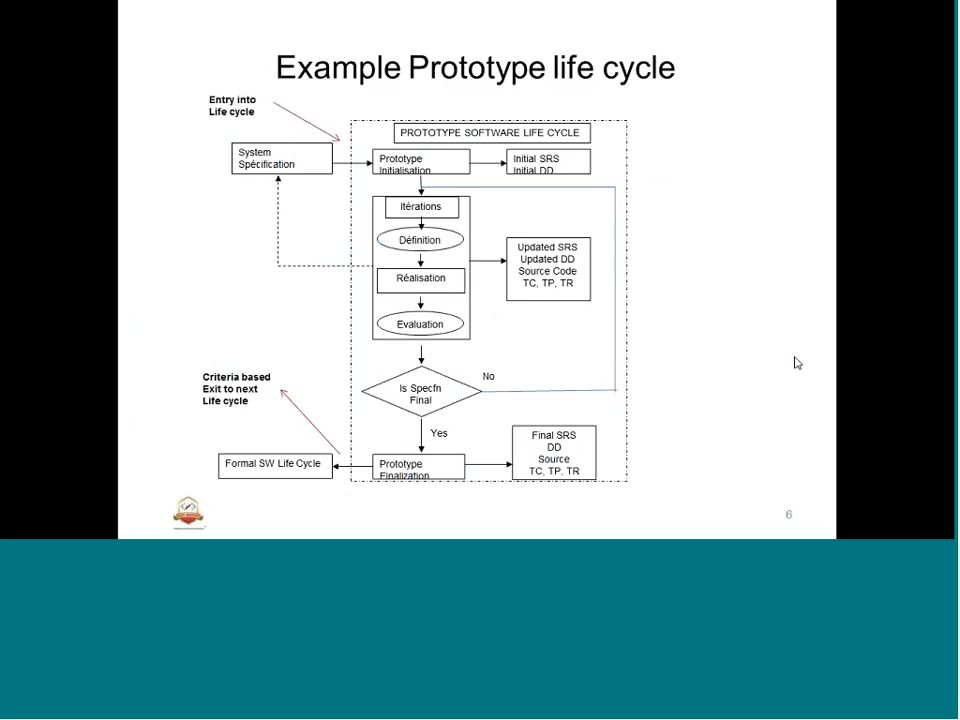 Example Prototype life cycle
Entry into
Life cycle
PROTOTYPE SOFTWARE LIFE CYCLE
System
Spécification
Prototype
Initialisation
Initial SRS
Initial DD
Itérations
Définition
Réalisation
Evaluation
Updated SRS
Updated DD
Source Code
TC, TP, TR
Is Specfn
Final
No
Yes
Criteria based
Exit to next
Life cycle
Formal SW Life Cycle
Prototype
Finalization
Final SRS
DD
Source
TC, TP, TR
6